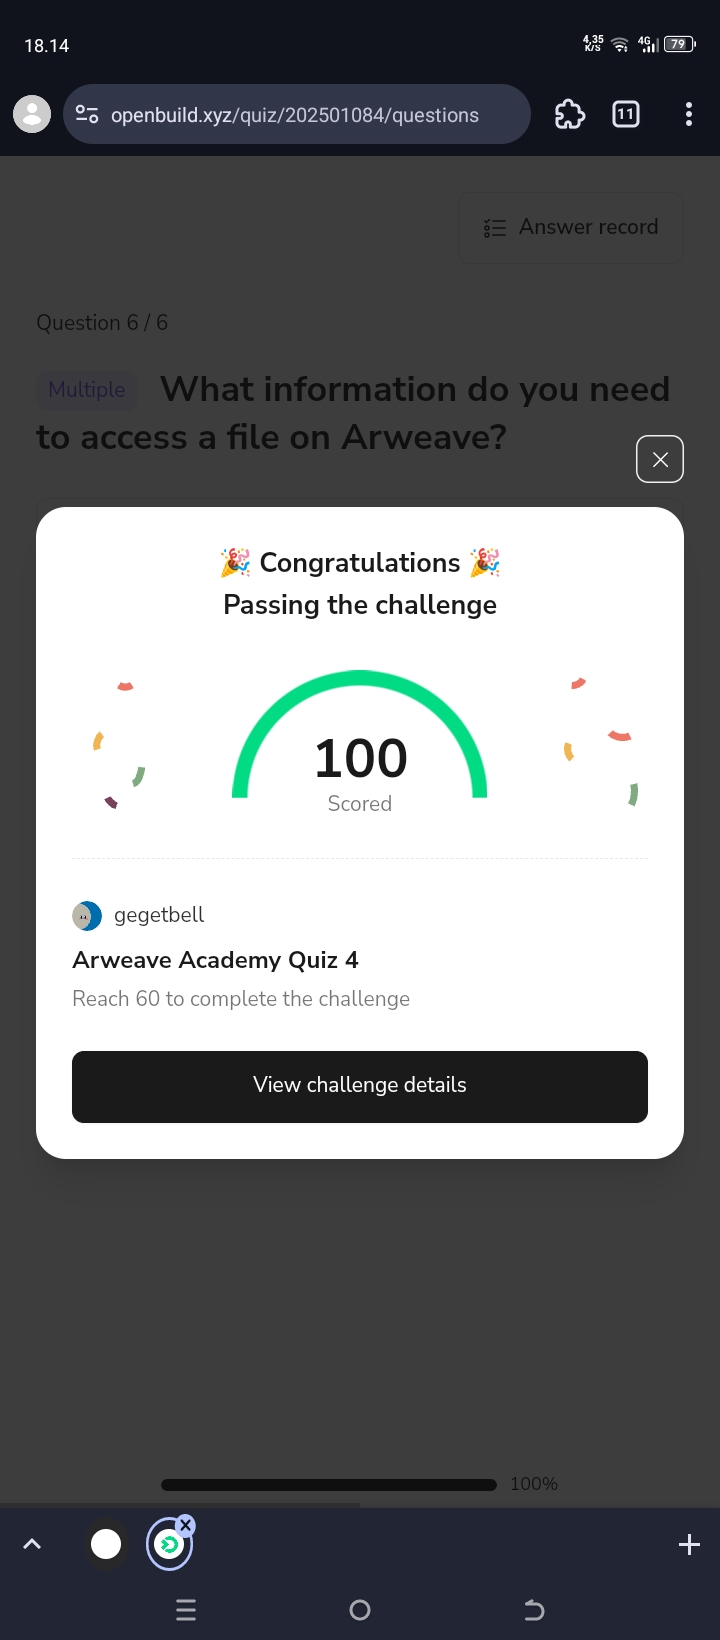 18.14
4,35
K/S
4G
79
openbuild.xyz/quiz/202501084/questions
11
Answer record
Question 6 / 6
Multiple What information do you need
to access a file on Arweave?
🎉 Congratulations 🎉
Passing the challenge
100
Scored
gegetbell
Arweave Academy Quiz 4
Reach 60 to complete the challenge
View challenge details
100%